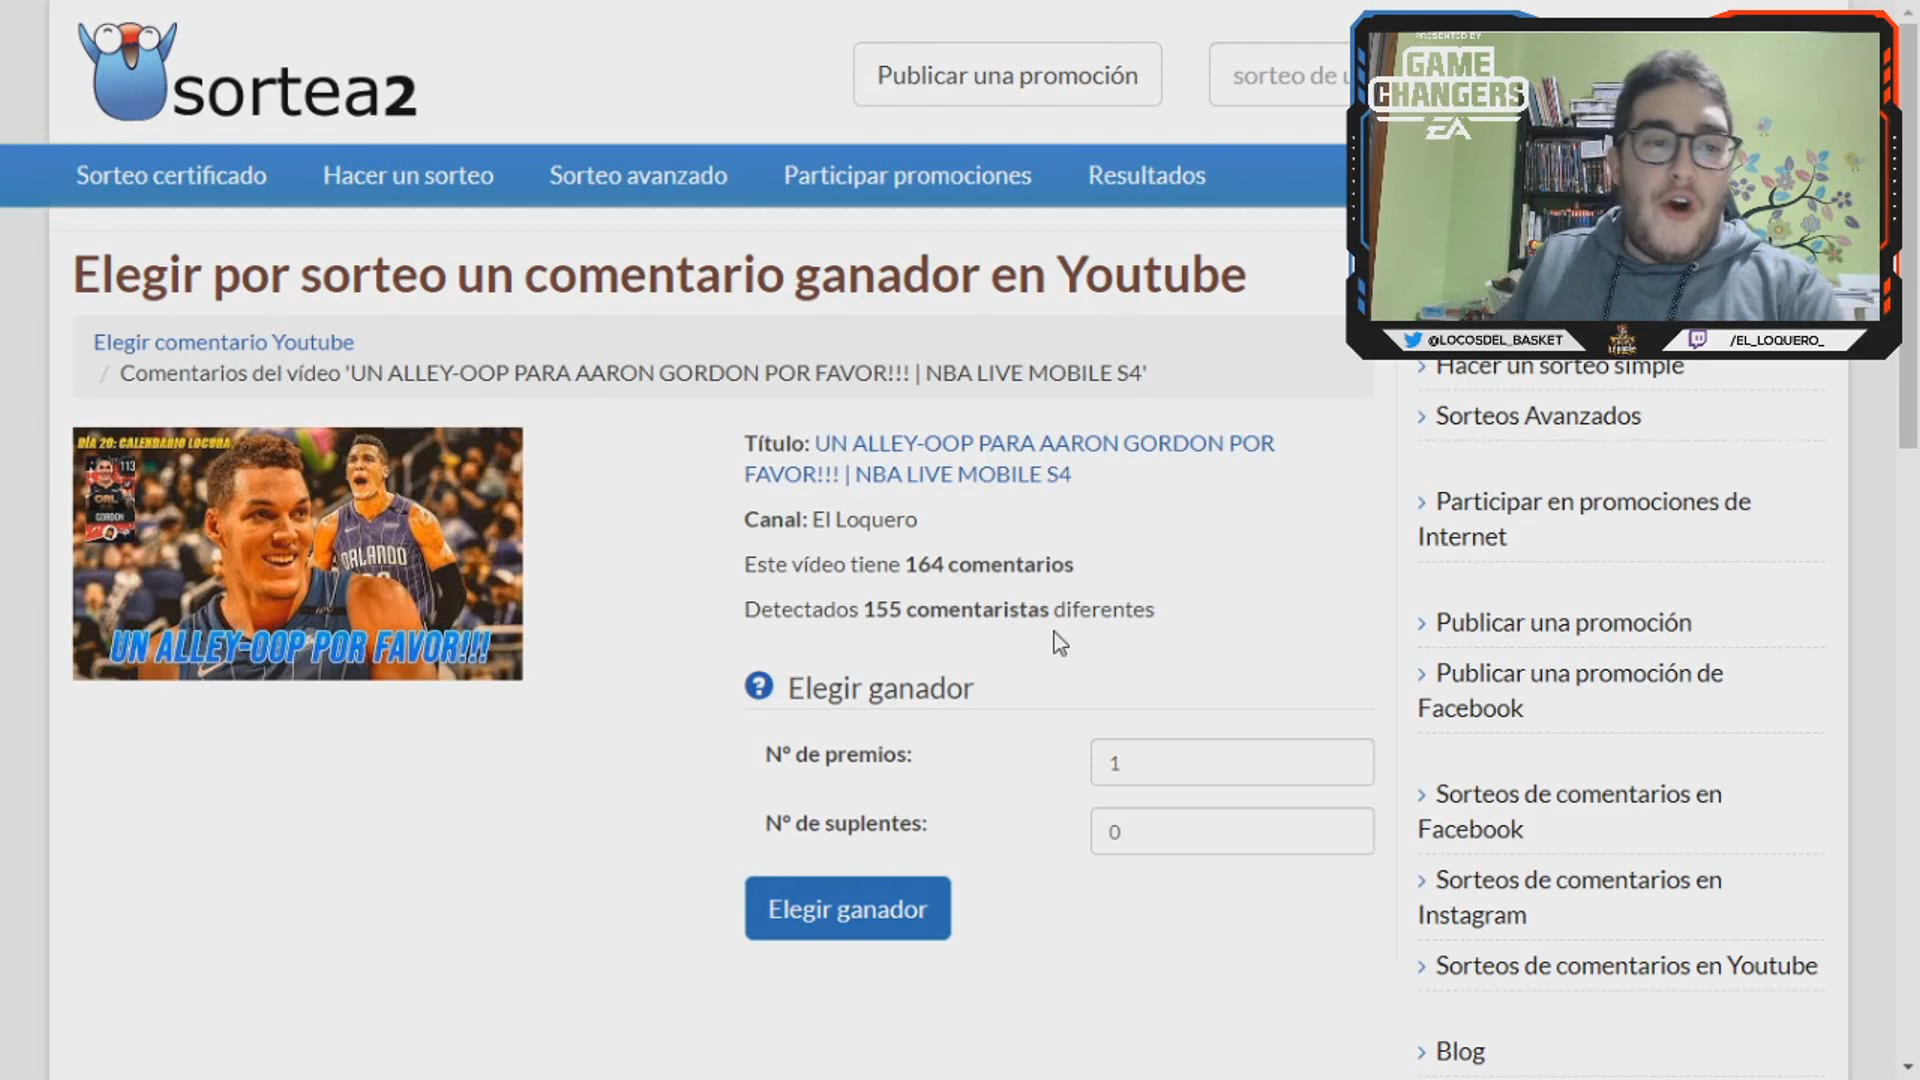 sortea2
Publicar una promoción
sorteo de u
Sorteo certificado
Hacer un sorteo
Sorteo avanzado
Participar promociones
Resultados
PRESENTED BY
GAME
CHANGERS
EA
@LOCOSDEL_BASKET
/EL_LOQUERO_
Elegir por sorteo un comentario ganador en Youtube
Elegir comentario Youtube
/ Comentarios del vídeo 'UN ALLEY-OOP PARA AARON GORDON POR FAVOR!!! | NBA LIVE MOBILE S4'
DÍA 20: CALENDARIO LOCURA
113
ORL
GORDON
ORLANDO
UN ALLEY-OOP POR FAVOR!!!
Título: UN ALLEY-OOP PARA AARON GORDON POR
FAVOR!!! | NBA LIVE MOBILE S4
Canal: El Loquero
Este vídeo tiene 164 comentarios
Detectados 155 comentaristas diferentes
? Elegir ganador
Nº de premios:
1
Nº de suplentes:
0
Elegir ganador
Hacer un sorteo simple
Sorteos Avanzados
Participar en promociones de
Internet
Publicar una promoción
Publicar una promoción de
Facebook
Sorteos de comentarios en
Facebook
Sorteos de comentarios en
Instagram
Sorteos de comentarios en Youtube
Blog